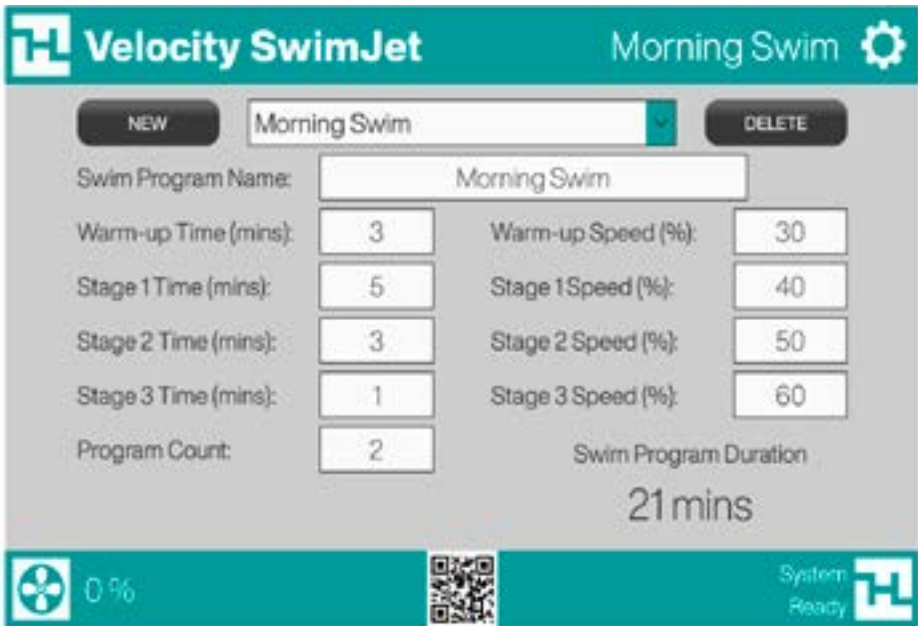 Velocity SwimJet Morning Swim
NEW Morning Swim DELETE
Swim Program Name: Morning Swim
Warm-up Time (mins): 3 Warm-up Speed (%): 30
Stage 1 Time (mins): 5 Stage 1 Speed (%): 40
Stage 2 Time (mins): 3 Stage 2 Speed (%): 50
Stage 3 Time (mins): 1 Stage 3 Speed (%): 60
Program Count: 2 Swim Program Duration
21 mins
0 % System
Ready